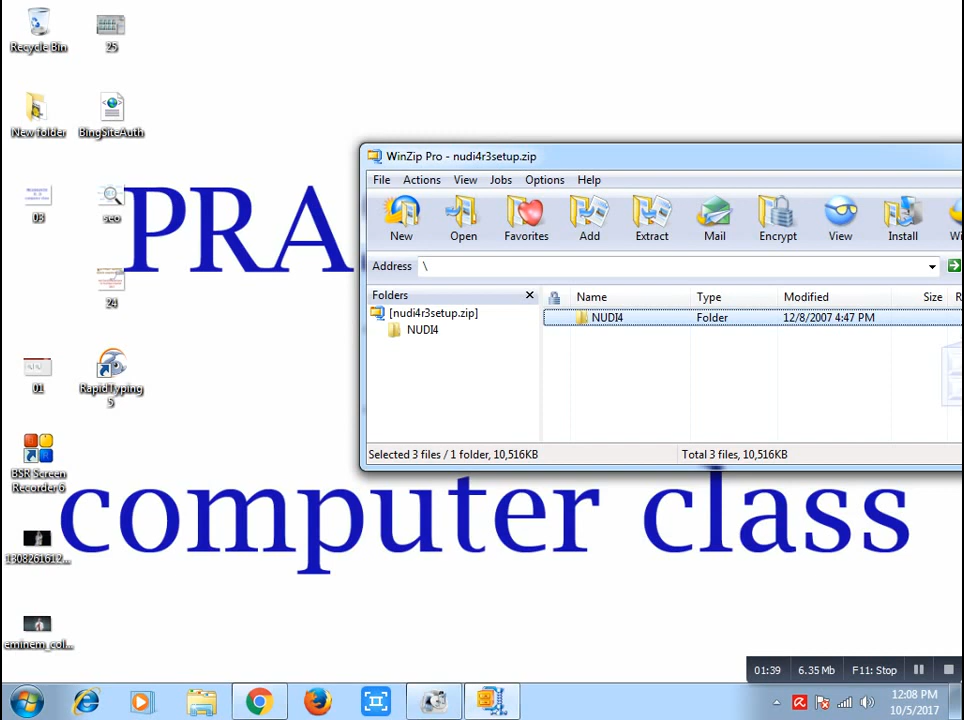 Recycle Bin
25
New folder
BingSiteAuth
03
seo
24
01
RapidTyping
5
BSR Screen
Recorder 6
eminem_col...
PRA
computer class
WinZip Pro - nudi4r3setup.zip
File Actions View Jobs Options Help
New Open Favorites Add Extract Mail Encrypt View Install Wi
Address \
Folders
[nudi4r3setup.zip]
NUDI4
Name Type Modified Size R
NUDI4 Folder 12/8/2007 4:47 PM
Selected 3 files / 1 folder, 10,516KB Total 3 files, 10,516KB
01:39 6.35 Mb F11: Stop
12:08 PM
10/5/2017